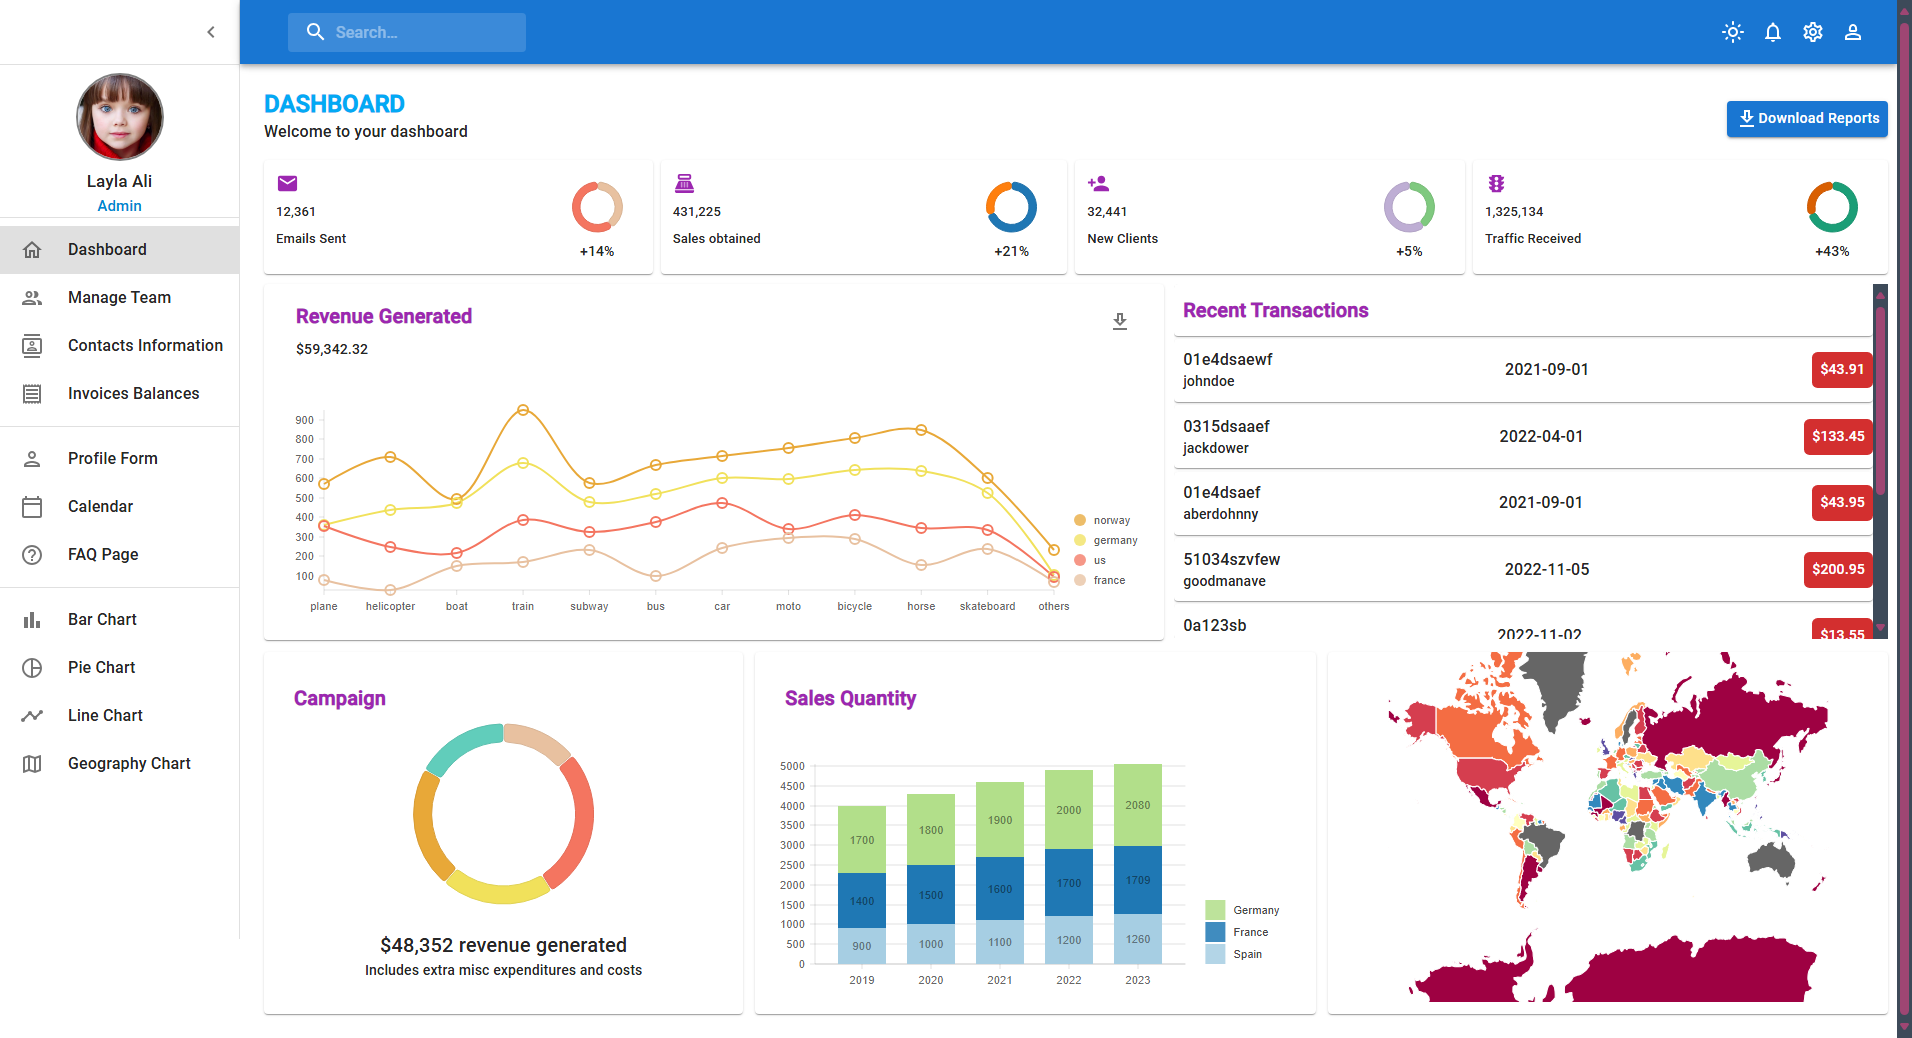 Search…
Layla Ali
Admin
Dashboard
Manage Team
Contacts Information
Invoices Balances
Profile Form
Calendar
FAQ Page
Bar Chart
Pie Chart
Line Chart
Geography Chart
DASHBOARD
Welcome to your dashboard
Download Reports
12,361
Emails Sent
+14%
431,225
Sales obtained
+21%
32,441
New Clients
+5%
1,325,134
Traffic Received
+43%
Revenue Generated
$59,342.32
900
800
700
600
500
400
300
200
100
plane helicopter boat train subway bus car moto bicycle horse skateboard others
norway
germany
us
france
Recent Transactions
01e4dsaewf
johndoe
2021-09-01
$43.91
0315dsaaef
jackdower
2022-04-01
$133.45
01e4dsaef
aberdohnny
2021-09-01
$43.95
51034szvfew
goodmanave
2022-11-05
$200.95
0a123sb
2022-11-02
$13.55
Campaign
$48,352 revenue generated
Includes extra misc expenditures and costs
Sales Quantity
5000
4500
4000
3500
3000
2500
2000
1500
1000
500
0
1700 1800 1900 2000 2080
1400 1500 1600 1700 1709
900 1000 1100 1200 1260
2019 2020 2021 2022 2023
Germany
France
Spain